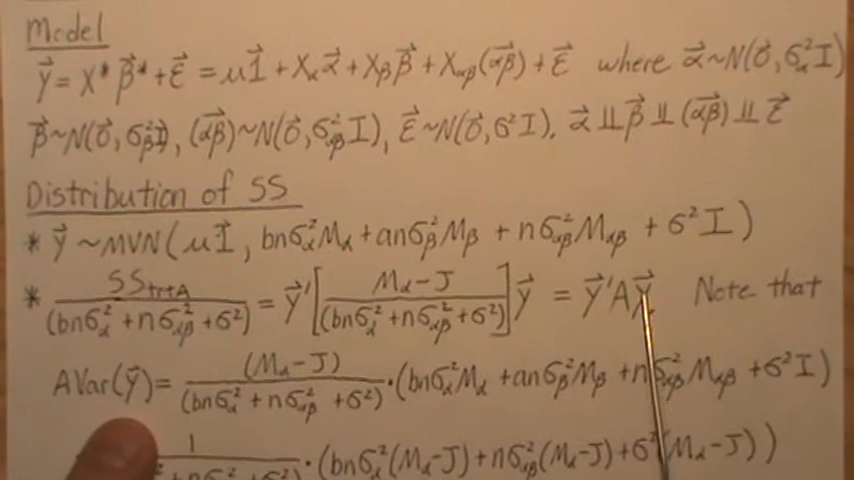 Model
Y⃗ = X* β⃗* + ε⃗ = μ1⃗ + X_α α⃗ + X_β β⃗ + X_αβ (αβ)⃗ + ε⃗ where α⃗ ~ N(0⃗, σ_α² I)
β⃗ ~ N(0⃗, σ_β² I), (αβ)⃗ ~ N(0⃗, σ_αβ² I), ε⃗ ~ N(0⃗, σ² I), α⃗ ⫫ β⃗ ⫫ (αβ)⃗ ⫫ ε⃗
Distribution of SS
* Y⃗ ~ MVN(μ1⃗, bnσ_α² M_α + anσ_β² M_β + nσ_αβ² M_αβ + σ² I)
* SS_trtA / (bnσ_α² + nσ_αβ² + σ²) = Y⃗' [ (M_α - J) / (bnσ_α² + nσ_αβ² + σ²) ] Y⃗ = Y⃗'AY⃗ Note that
AVar(Y⃗) = (M_α - J) / (bnσ_α² + nσ_αβ² + σ²) · (bnσ_α² M_α + anσ_β² M_β + nσ_αβ² M_αβ + σ² I)
1 / nσ_αβ² + σ²) · (bnσ_α² (M_α - J) + nσ_αβ² (M_α - J) + σ² (M_α - J))